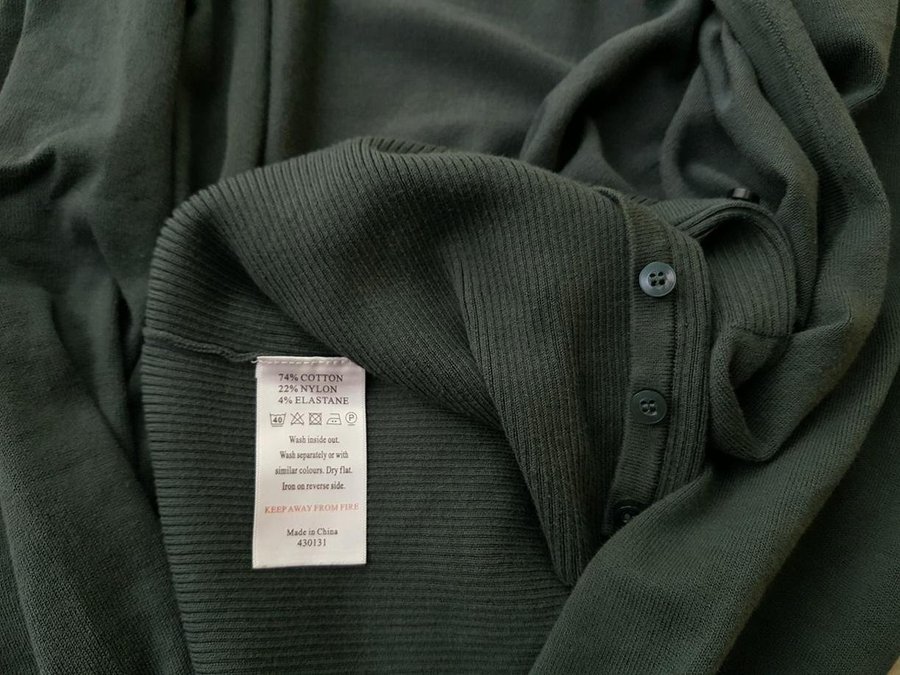 74% COTTON
22% NYLON
4% ELASTANE
40 P
Wash inside out.
Wash separately or with
similar colours. Dry flat.
Iron on reverse side.
KEEP AWAY FROM FIRE
Made in China
430131